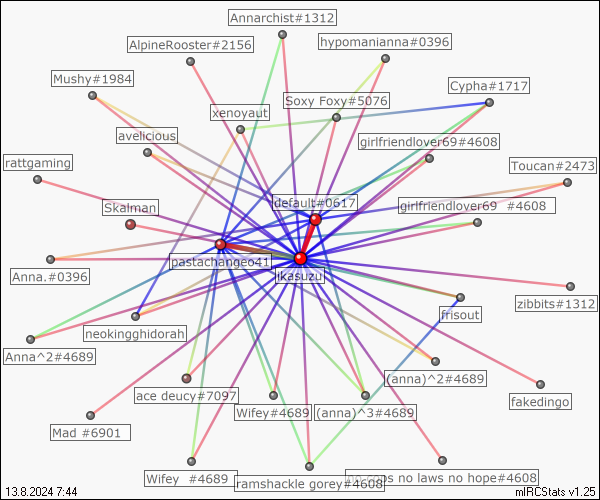 Annarchist#1312
AlpineRooster#2156
hypomanianna#0396
Mushy#1984
Cypha#1717
Soxy Foxy#5076
xenoyaut
avelicious
girlfriendlover69#4608
rattgaming
Toucan#2473
default#0617
Skalman
girlfriendlover69 #4608
pastachangeo41
ikasuzu
Anna.#0396
zibbits#1312
frisout
neokingghidorah
Anna^2#4689
(anna)^2#4689
ace deucy#7097
fakedingo
Wifey#4689
(anna)^3#4689
Mad #6901
Wifey #4689
ramshackle gorey#4608
no cops no laws no hope#4608
13.8.2024 7:44
mIRCStats v1.25